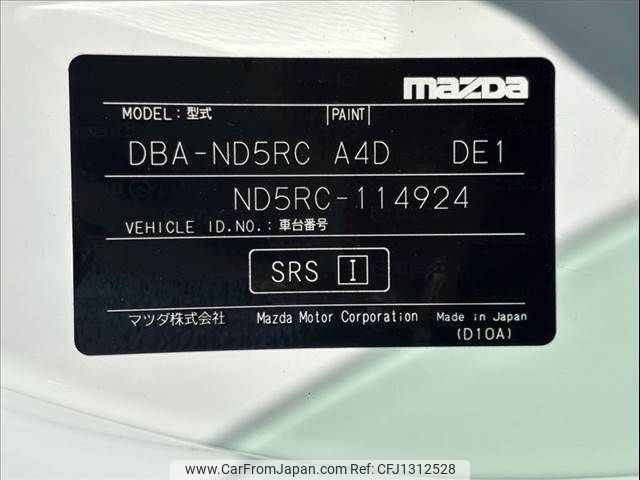 mazda
MODEL：型式 PAINT
DBA-ND5RC A4D A4D DE1
ND5RC-114924
VEHICLE ID.NO.：車台番号
SRS I
マツダ株式会社 Mazda Motor Corporation Made in Japan
(D10A)
www.CarFromJapan.com | Ref No.CFJ1312528